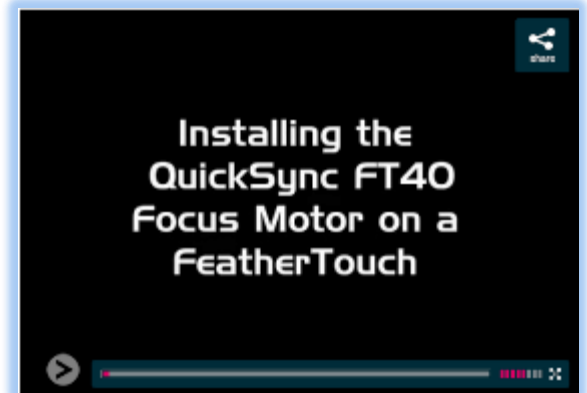 share
Installing the
QuickSync FT40
Focus Motor on a
FeatherTouch